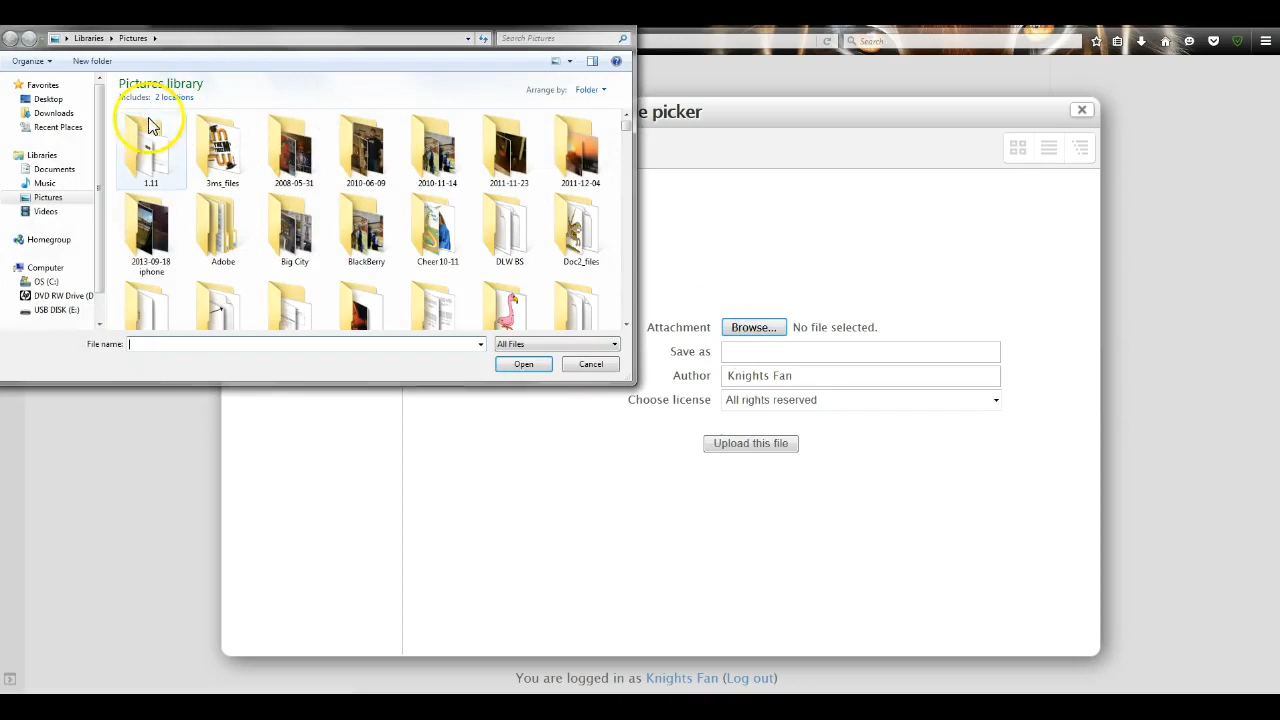 Libraries Pictures
Search Pictures
Search
Organize New folder
Pictures library
Includes: 2 locations
Arrange by: Folder
Favorites
Desktop
Downloads
Recent Places
Libraries
Documents
Music
Pictures
Videos
Homegroup
Computer
OS (C:)
DVD RW Drive (D
USB DISK (E:)
1.11
3ms_files
2008-05-31
2010-06-09
2010-11-14
2011-11-23
2011-12-04
2013-09-18 
iphone
Adobe
Big City
BlackBerry
Cheer 10-11
DLW BS
Doc2_files
File name:
All Files
Open
Cancel
e picker
Attachment Browse... No file selected.
Save as
Author Knights Fan
Choose license All rights reserved
Upload this file
You are logged in as Knights Fan (Log out)